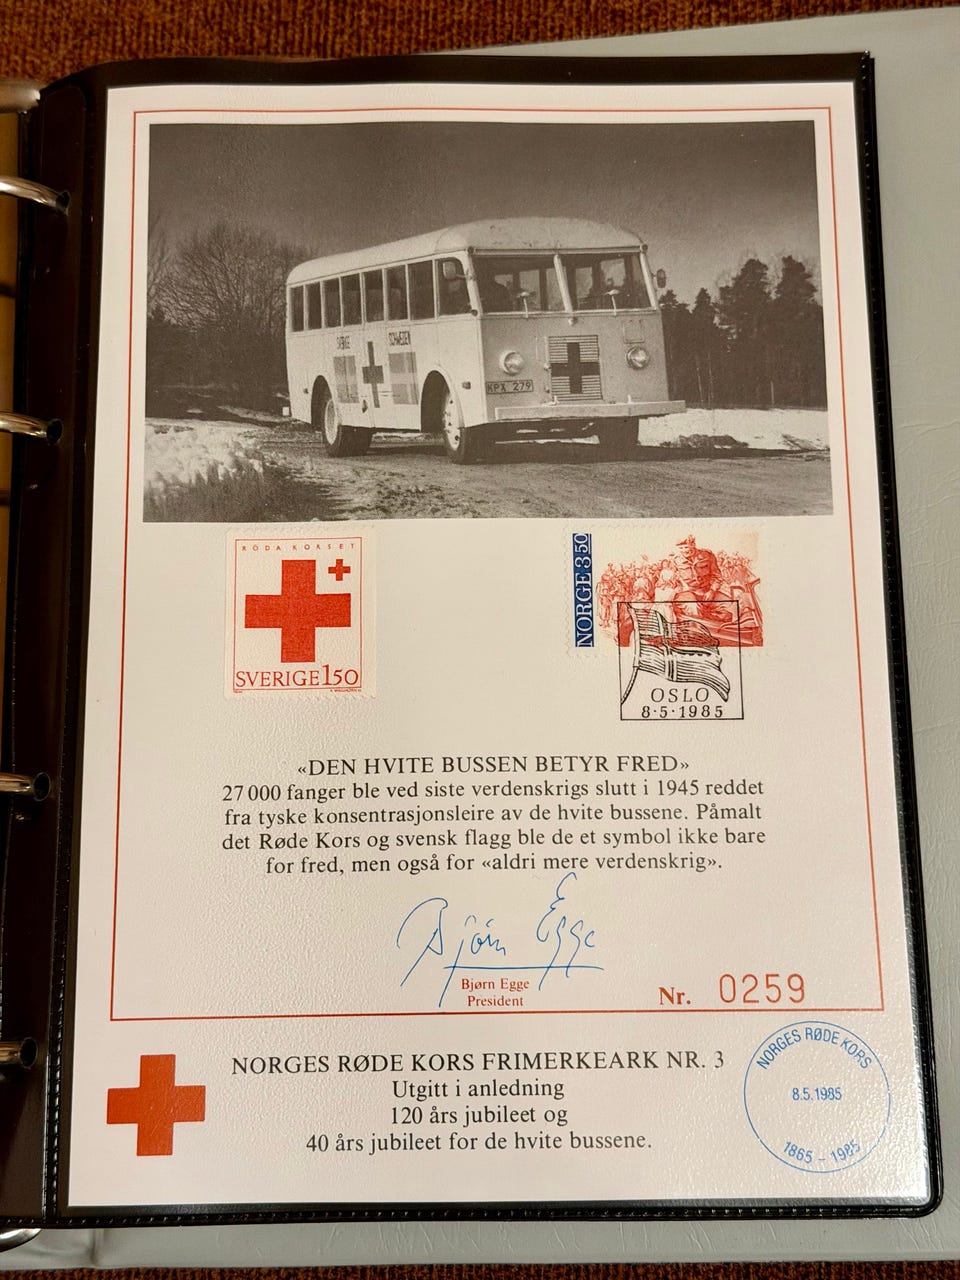 SVERIGE
SCHWEDEN
KPX 279
RÖDA KORSET
SVERIGE 150
NORGE 350
OSLO
8·5·1985
«DEN HVITE BUSSEN BETYR FRED»
27 000 fanger ble ved siste verdenskrigs slutt i 1945 reddet
fra tyske konsentrasjonsleire av de hvite bussene. Påmalt
det Røde Kors og svensk flagg ble de et symbol ikke bare
for fred, men også for «aldri mere verdenskrig».
Bjørn Egge
Bjørn Egge
President
Nr. 0259
NORGES RØDE KORS FRIMERKEARK NR. 3
Utgitt i anledning
120 års jubileet og
40 års jubileet for de hvite bussene.
NORGES RØDE KORS
8.5.1985
1865 – 1985